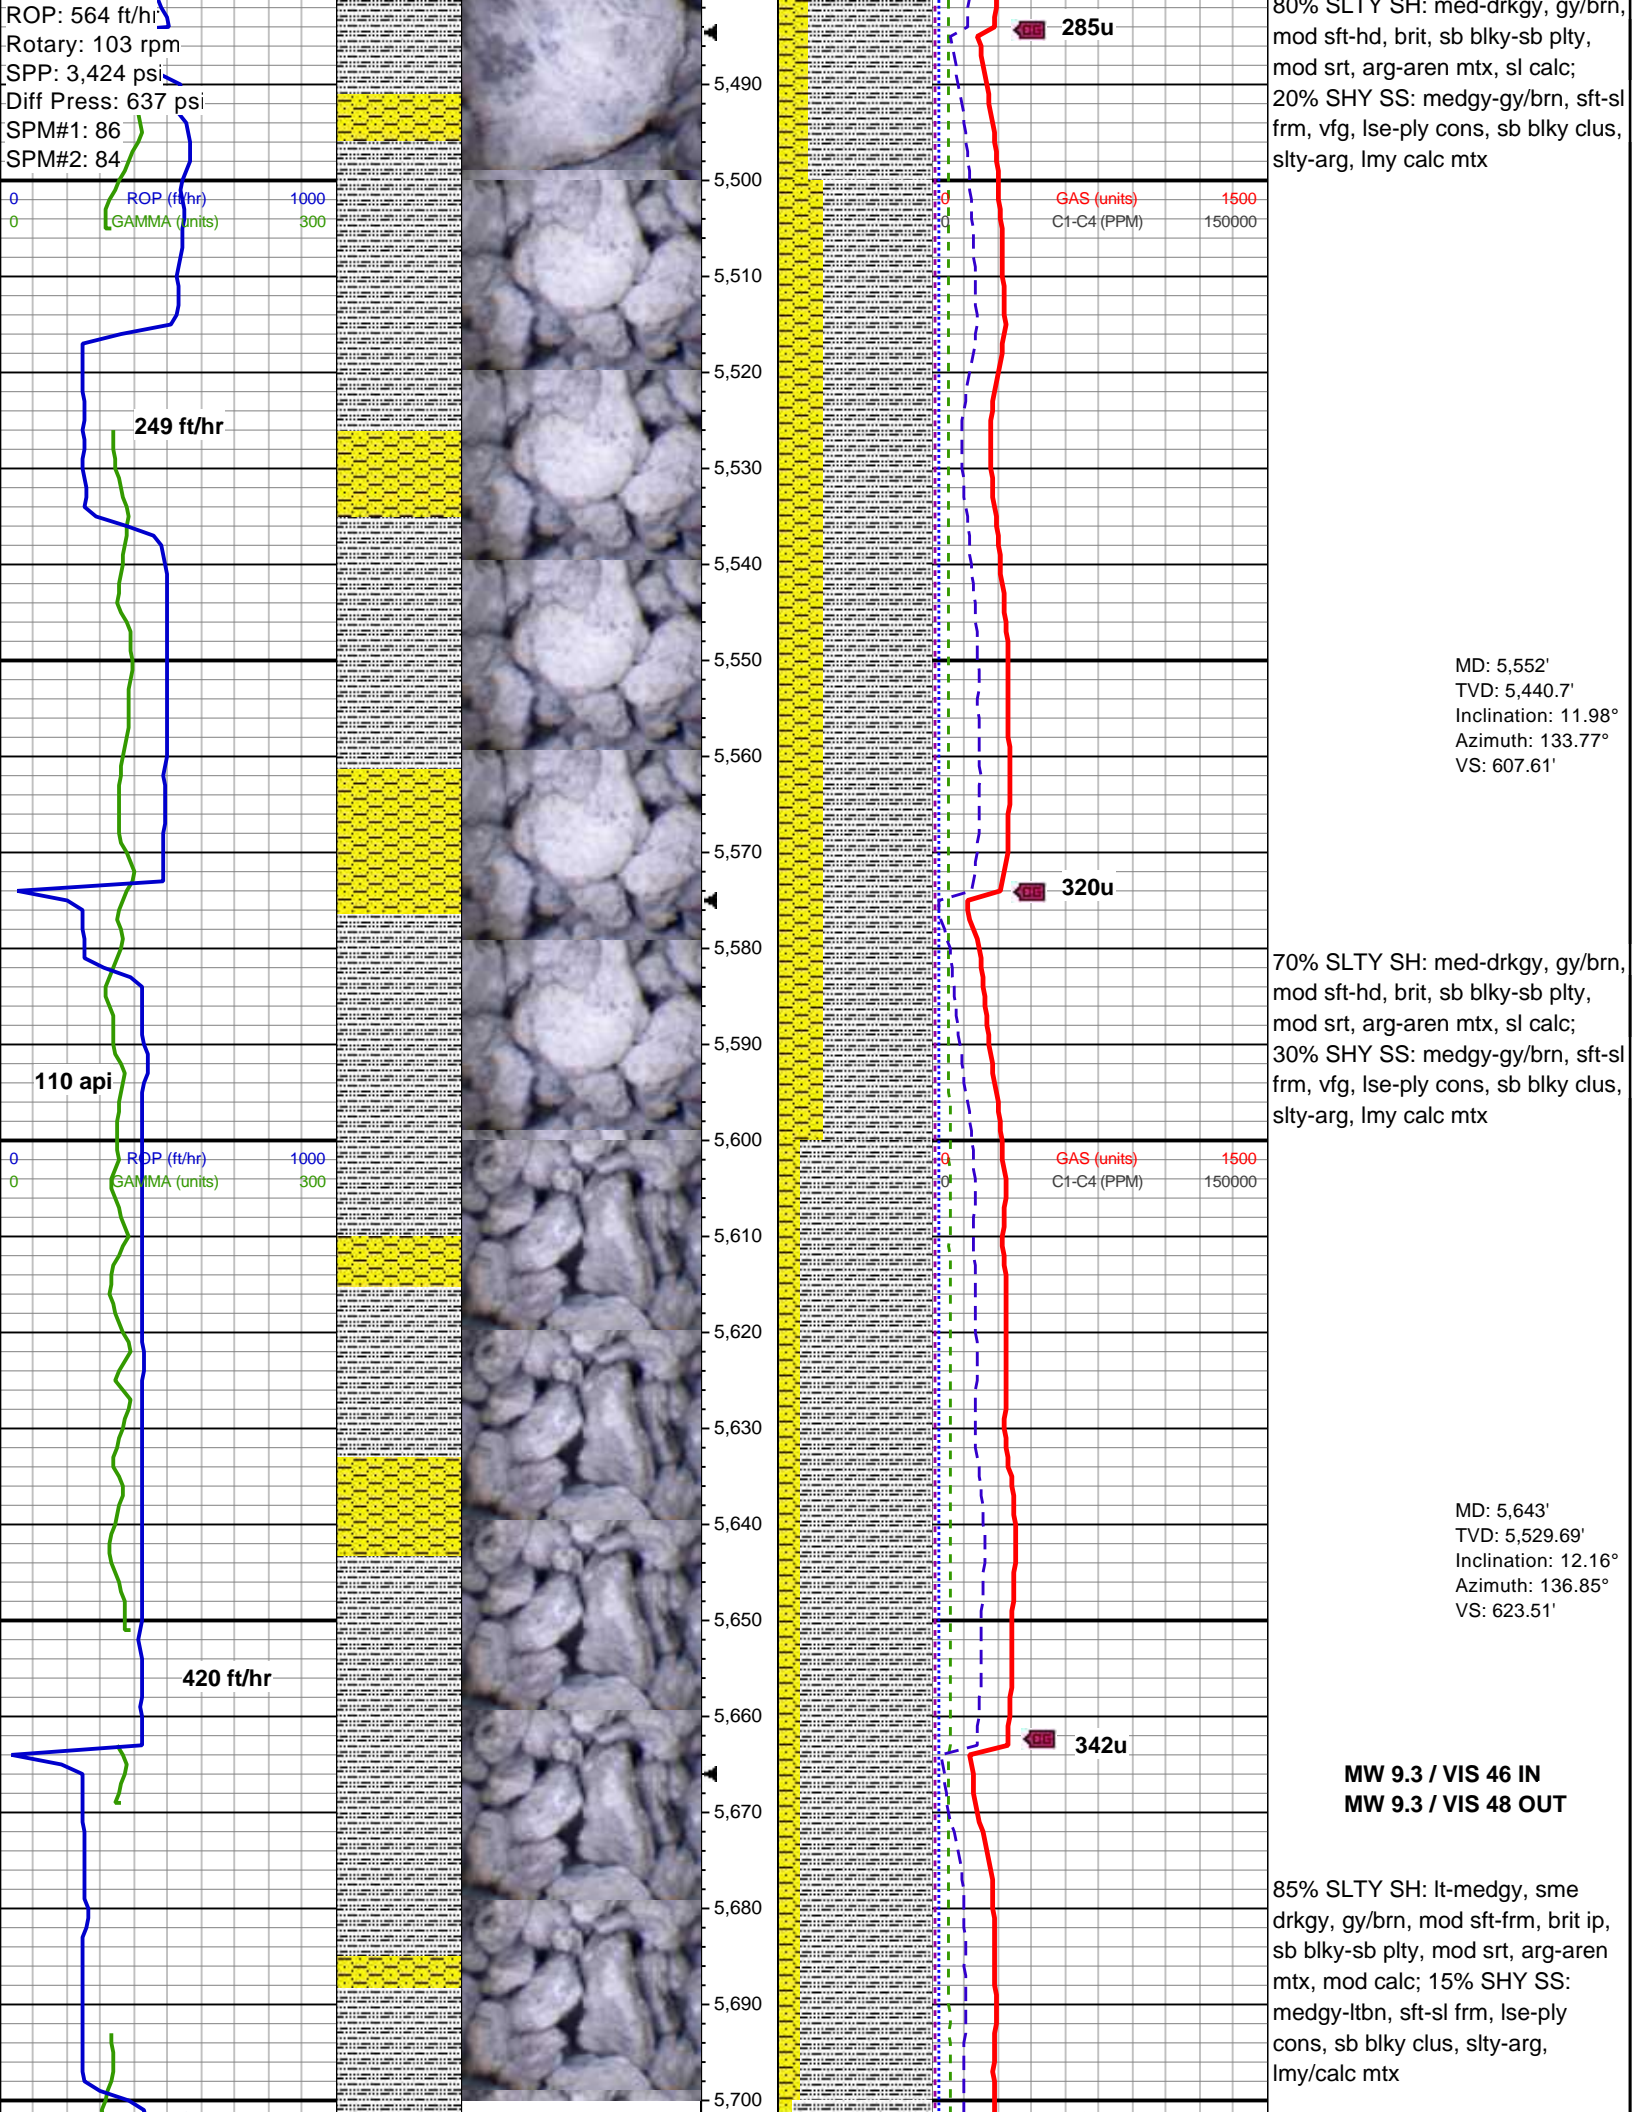 ROP: 564 ft/hr
Rotary: 103 rpm
SPP: 3,424 psi
Diff Press: 637 psi
SPM#1: 86
SPM#2: 84
0 ROP (ft/hr) 1000
0 GAMMA (units) 300
249 ft/hr
110 api
0 ROP (ft/hr) 1000
0 GAMMA (units) 300
420 ft/hr
5,490
5,500
5,510
5,520
5,530
5,540
5,550
5,560
5,570
5,580
5,590
5,600
5,610
5,620
5,630
5,640
5,650
5,660
5,670
5,680
5,690
5,700
CG 285u
0 GAS (units) 1500
0 C1-C4 (PPM) 150000
CG 320u
0 GAS (units) 1500
0 C1-C4 (PPM) 150000
CG 342u
80% SLTY SH: med-drkgy, gy/brn,
mod sft-hd, brit, sb blky-sb plty,
mod srt, arg-aren mtx, sl calc;
20% SHY SS: medgy-gy/brn, sft-sl
frm, vfg, lse-ply cons, sb blky clus,
slty-arg, lmy calc mtx
MD: 5,552'
TVD: 5,440.7'
Inclination: 11.98°
Azimuth: 133.77°
VS: 607.61'
70% SLTY SH: med-drkgy, gy/brn,
mod sft-hd, brit, sb blky-sb plty,
mod srt, arg-aren mtx, sl calc;
30% SHY SS: medgy-gy/brn, sft-sl
frm, vfg, lse-ply cons, sb blky clus,
slty-arg, lmy calc mtx
MD: 5,643'
TVD: 5,529.69'
Inclination: 12.16°
Azimuth: 136.85°
VS: 623.51'
MW 9.3 / VIS 46 IN
MW 9.3 / VIS 48 OUT
85% SLTY SH: lt-medgy, sme
drkgy, gy/brn, mod sft-frm, brit ip,
sb blky-sb plty, mod srt, arg-aren
mtx, mod calc; 15% SHY SS:
medgy-ltbn, sft-sl frm, lse-ply
cons, sb blky clus, slty-arg,
lmy/calc mtx